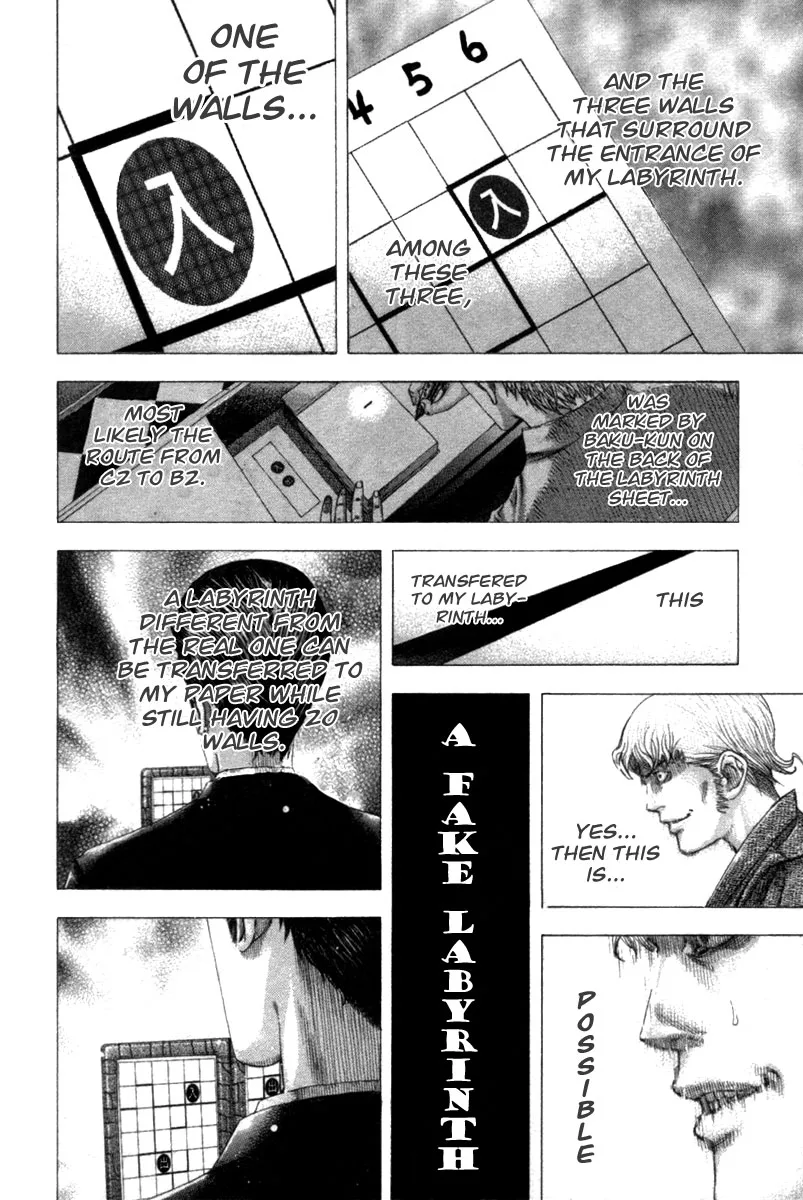 AND THE
THREE WALLS
THAT SURROUND
THE ENTRANCE OF
MY LABYRINTH.
4 5 6
入
AMONG
THESE
THREE,
ONE
OF THE
WALLS...
入
WAS
MARKED BY
BAKU-KUN ON
THE BACK OF
THE LABYRINTH
SHEET...
MOST
LIKELY THE
ROUTE FROM
C2 TO B2.
THIS
TRANSFERED
TO MY LABY-
RINTH...
A LABYRINTH
DIFFERENT FROM
THE REAL ONE CAN
BE TRANSFERRED TO
MY PAPER WHILE
STILL HAVING 20
WALLS.
YES...
THEN THIS
IS...
A FAKE LABYRINTH
POSSIBLE
入
出
出